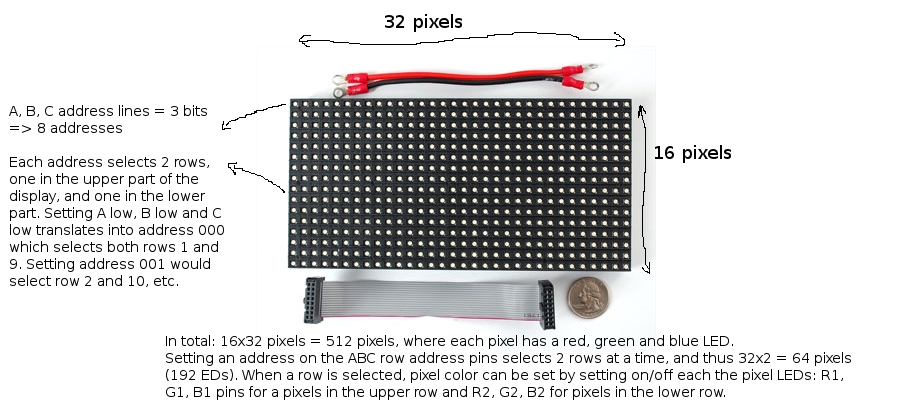 32 pixels
A, B, C address lines = 3 bits
=> 8 addresses
Each address selects 2 rows,
one in the upper part of the
display, and one in the lower
part. Setting A low, B low and C
low translates into address 000
which selects both rows 1 and
9. Setting address 001 would
select row 2 and 10, etc.
16 pixels
In total: 16x32 pixels = 512 pixels, where each pixel has a red, green and blue LED.
Setting an address on the ABC row address pins selects 2 rows at a time, and thus 32x2 = 64 pixels
(192 EDs). When a row is selected, pixel color can be set by setting on/off each the pixel LEDs: R1,
G1, B1 pins for a pixels in the upper row and R2, G2, B2 for pixels in the lower row.